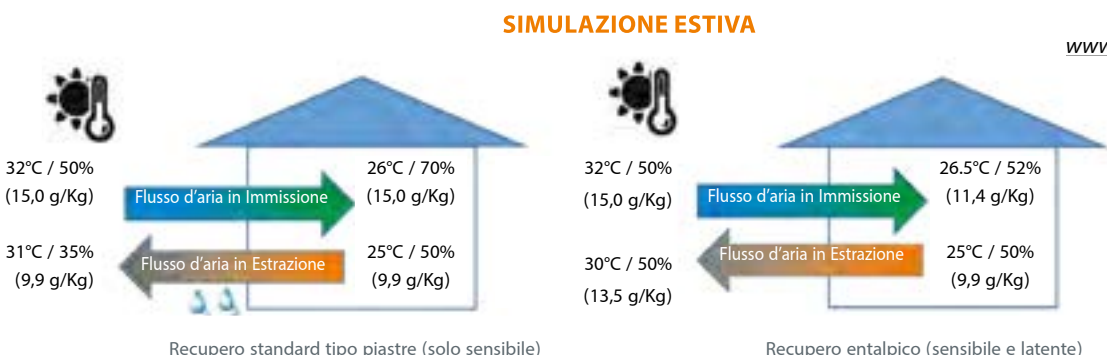 SIMULAZIONE ESTIVA
www
32°C / 50%
(15,0 g/Kg)
Flusso d'aria in Immissione
26°C / 70%
(15,0 g/Kg)
31°C / 35%
(9,9 g/Kg)
Flusso d'aria in Estrazione
25°C / 50%
(9,9 g/Kg)
Recupero standard tipo piastre (solo sensibile)
32°C / 50%
(15,0 g/Kg)
Flusso d'aria in Immissione
26.5°C / 52%
(11,4 g/Kg)
30°C / 50%
(13,5 g/Kg)
Flusso d'aria in Estrazione
25°C / 50%
(9,9 g/Kg)
Recupero entalpico (sensibile e latente)